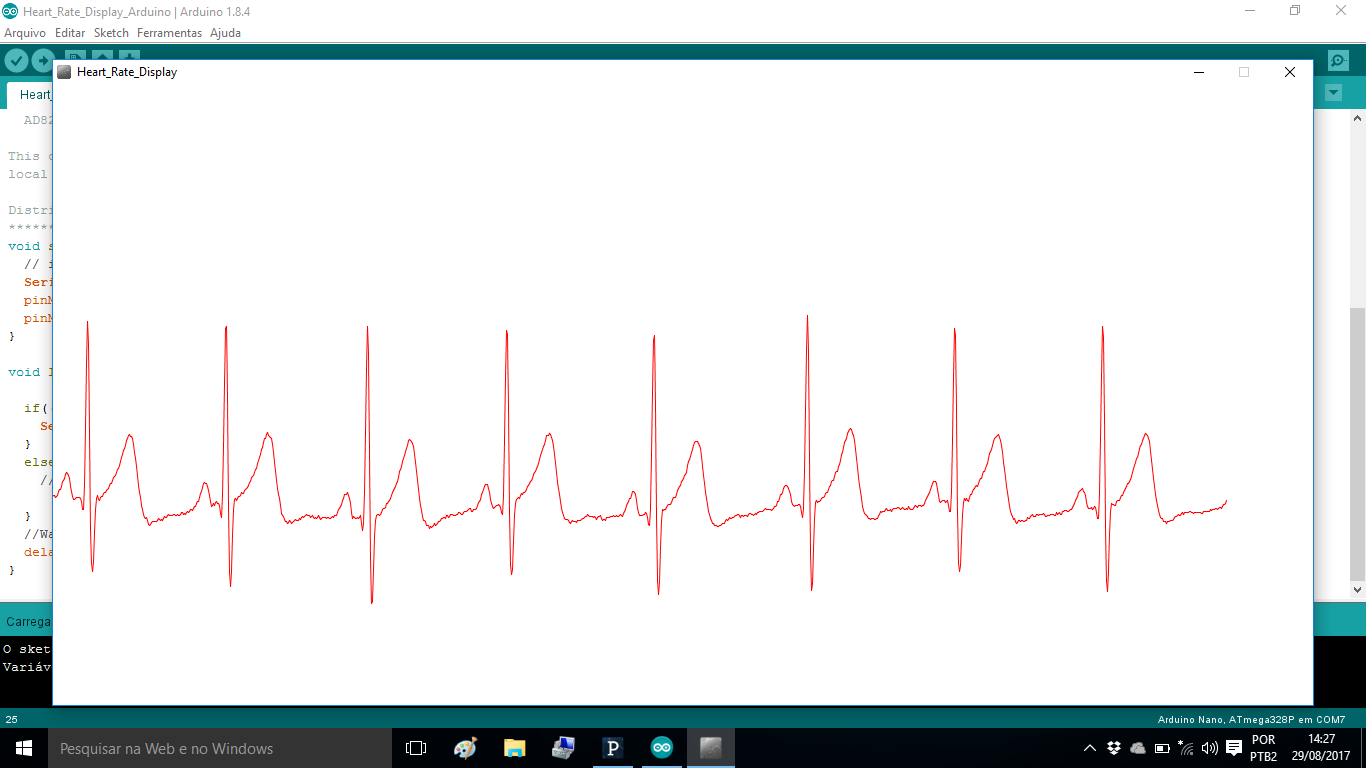 Heart_Rate_Display_Arduino | Arduino 1.8.4
Arquivo Editar Sketch Ferramentas Ajuda
Heart_Rate_Display
Heart_
AD82
This
local
Distri
******
void s
// i
Seri
pinM
pinM
}
void l
if(
Se
}
else
//
}
//Wa
dela
}
Carrega
O sket
Variáv
25
Arduino Nano, ATmega328P em COM7
Pesquisar na Web e no Windows
POR
PTB2
14:27
29/08/2017